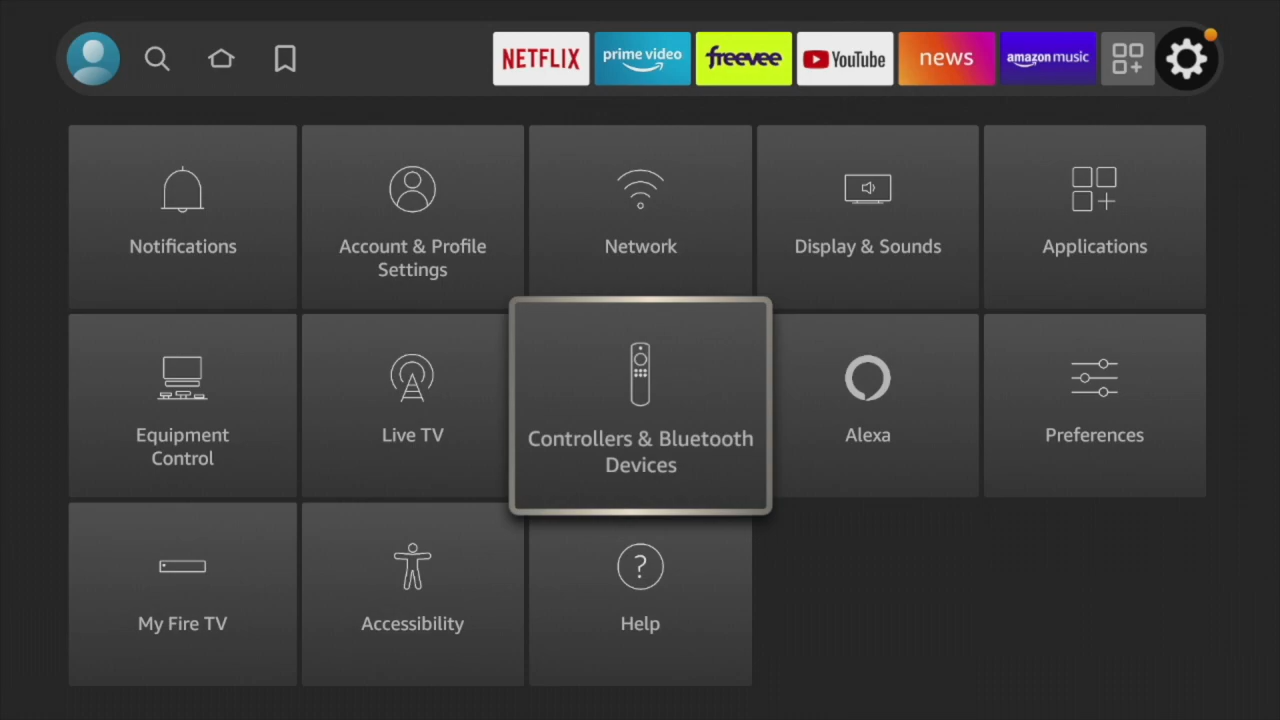 NETFLIX
prime video
freevee
YouTube
news
amazon music
Notifications
Account & Profile
Settings
Network
Display & Sounds
Applications
Equipment
Control
Live TV
Controllers & Bluetooth
Devices
Alexa
Preferences
My Fire TV
Accessibility
?
Help